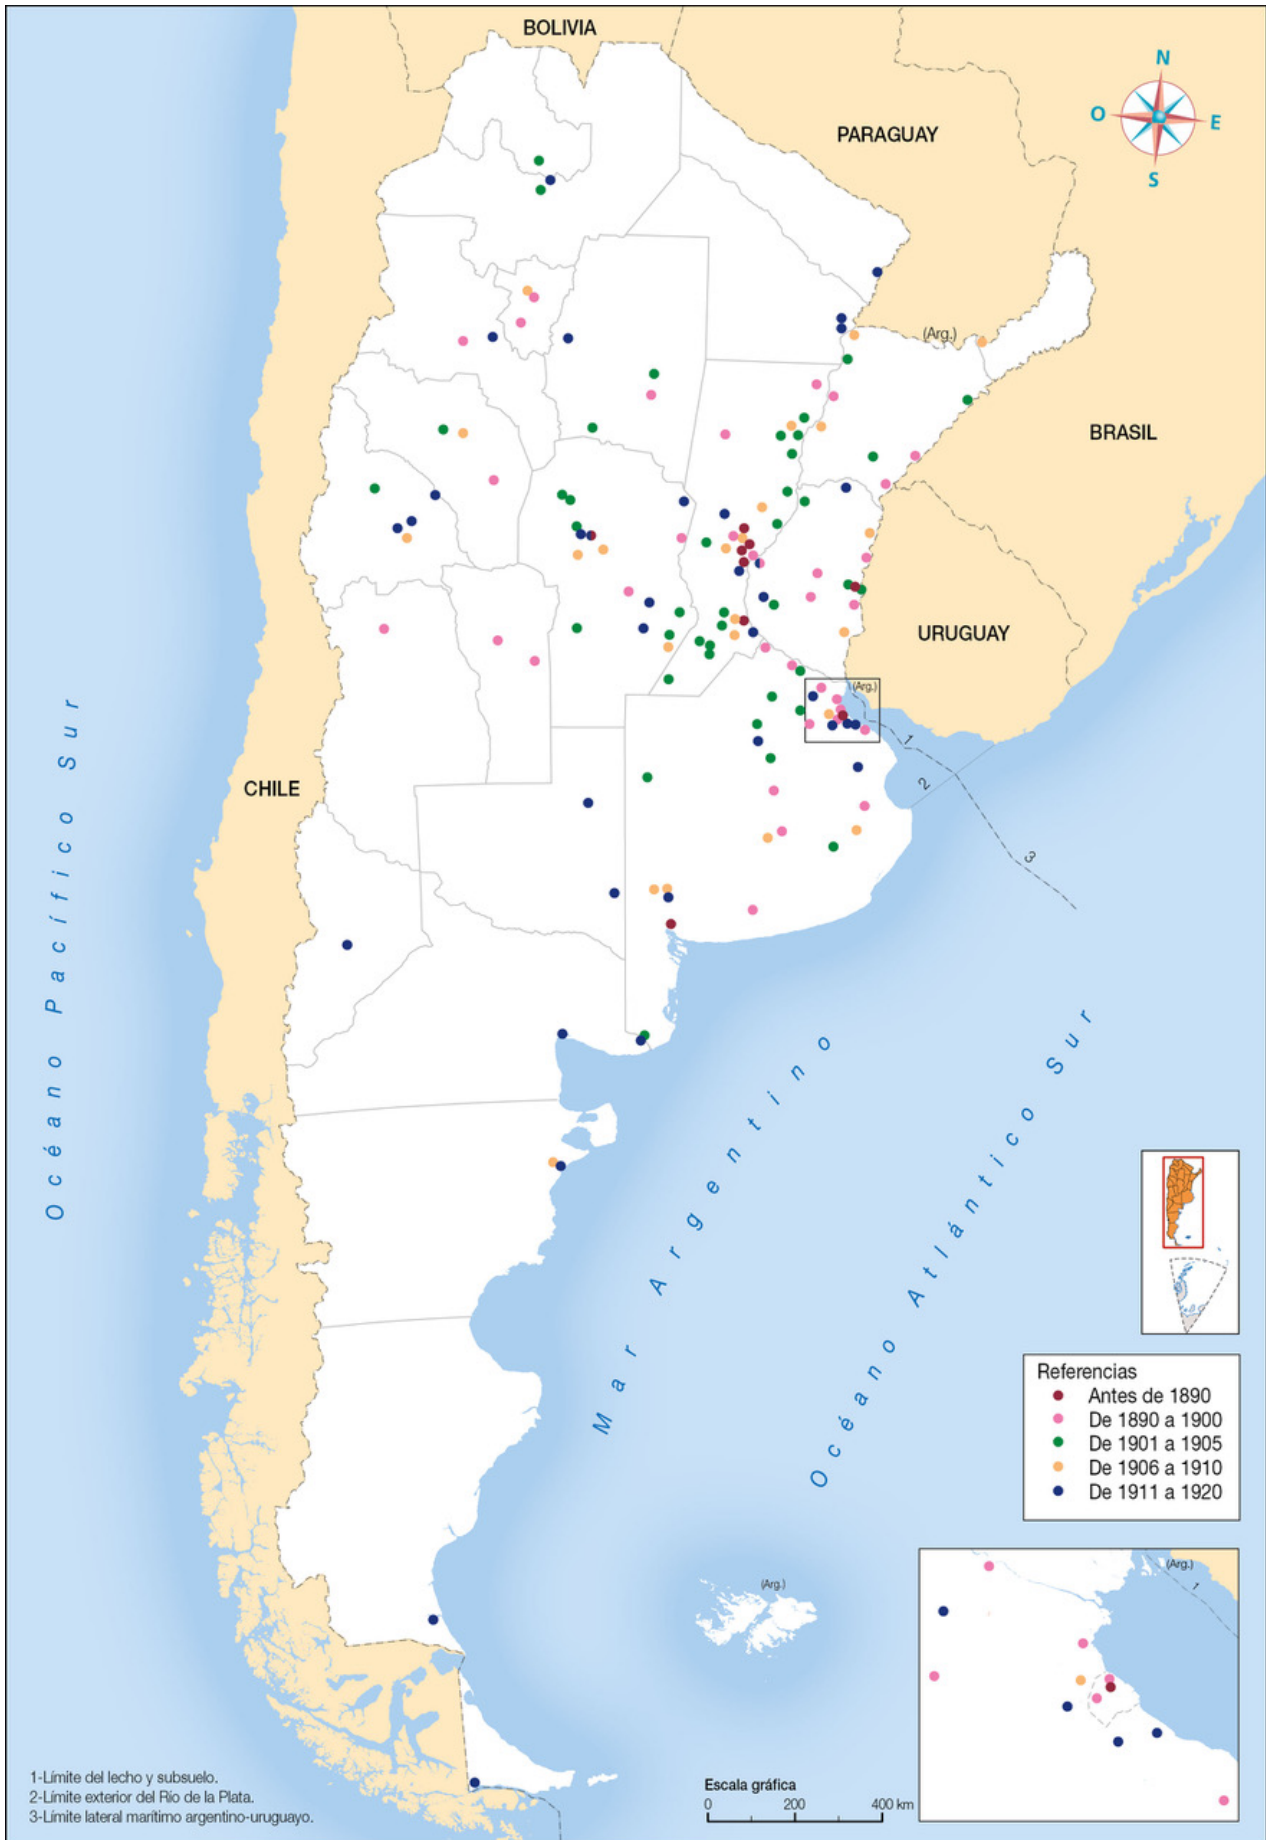 BOLIVIA
N
O
E
S
PARAGUAY
(Arg.)
BRASIL
URUGUAY
(Arg.)
1
2
3
CHILE
Océano Pacífico Sur
Mar Argentino
Océano Atlántico Sur
Referencias
Antes de 1890
De 1890 a 1900
De 1901 a 1905
De 1906 a 1910
De 1911 a 1920
(Arg.)
(Arg.)
1
1-Límite del lecho y subsuelo.
2-Límite exterior del Río de la Plata.
3-Límite lateral marítimo argentino-uruguayo.
Escala gráfica
0 200 400 km